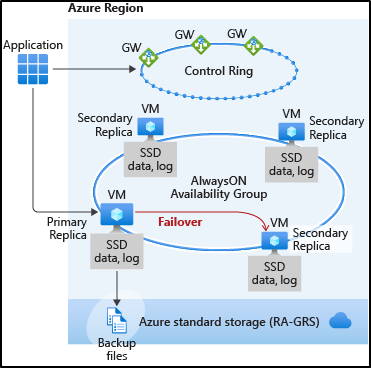 Azure Region
Application
GW
GW
GW
Control Ring
VM
Secondary
Replica
SSD
data, log
VM
Secondary
Replica
SSD
data, log
AlwaysON
Availability Group
VM
Primary
Replica
SSD
data, log
Failover
VM
Secondary
Replica
SSD
data, log
Azure standard storage (RA-GRS)
Backup
files